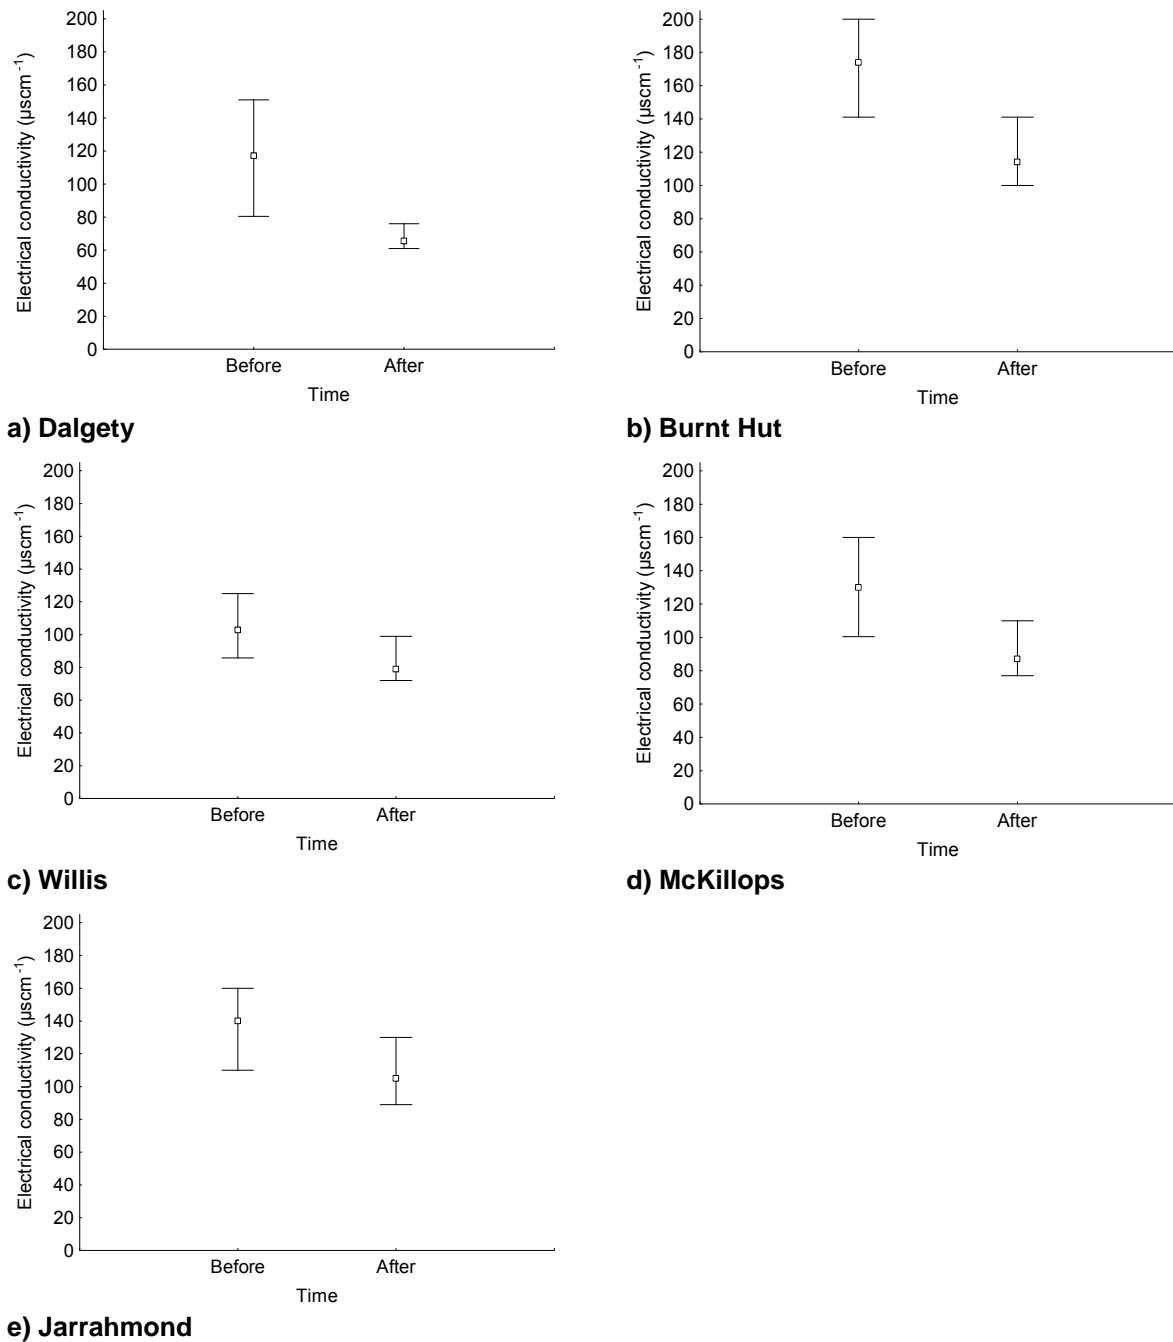 Electrical conductivity (µscm⁻¹)
200
180
160
140
120
100
80
60
40
20
0
Before After
Time
a) Dalgety
Electrical conductivity (µscm⁻¹)
200
180
160
140
120
100
80
60
40
20
0
Before After
Time
b) Burnt Hut
Electrical conductivity (µscm⁻¹)
200
180
160
140
120
100
80
60
40
20
0
Before After
Time
c) Willis
Electrical conductivity (µscm⁻¹)
200
180
160
140
120
100
80
60
40
20
0
Before After
Time
d) McKillops
Electrical conductivity (µscm⁻¹)
200
180
160
140
120
100
80
60
40
20
0
Before After
Time
e) Jarrahmond